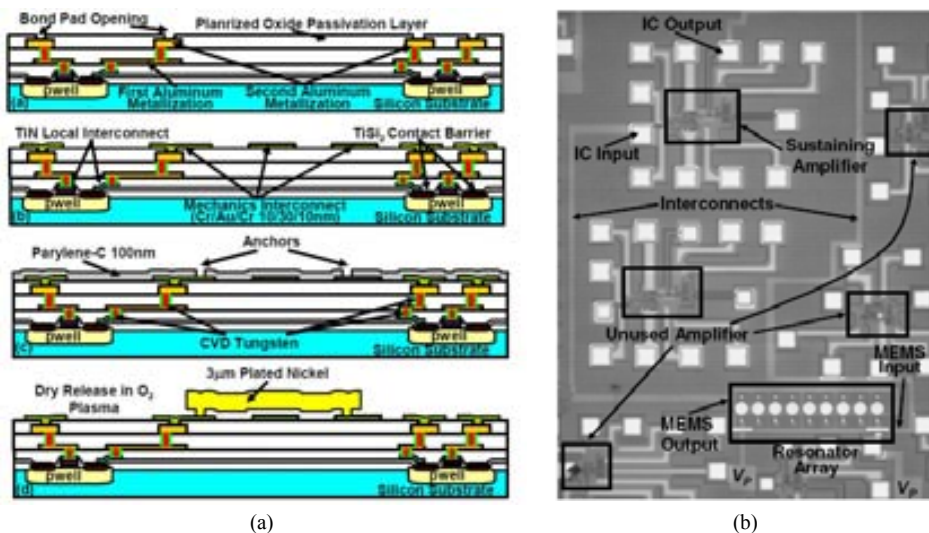 Bond Pad Opening
Planrized Oxide Passivation Layer
pwell
(a)
First Aluminum Metallization
Second Aluminum Metallization
Silicon Substrate
pwell
TiN Local Interconnect
TiSi2 Contact Barrier
pwell
(b)
Mechanics Interconnect
(Cr/Au/Cr 10/30/10nm)
pwell
Silicon Substrate
Parylene-C 100nm
Anchors
pwell
(c)
CVD Tungsten
pwell
Silicon Substrate
3μm Plated Nickel
Dry Release in O2
Plasma
pwell
(d)
pwell
Silicon Substrate
(a)
IC Output
IC Input
Sustaining
Amplifier
Interconnects
Unused Amplifier
MEMS
Input
MEMS
Output
Resonator
Array
VP
VP
(b)